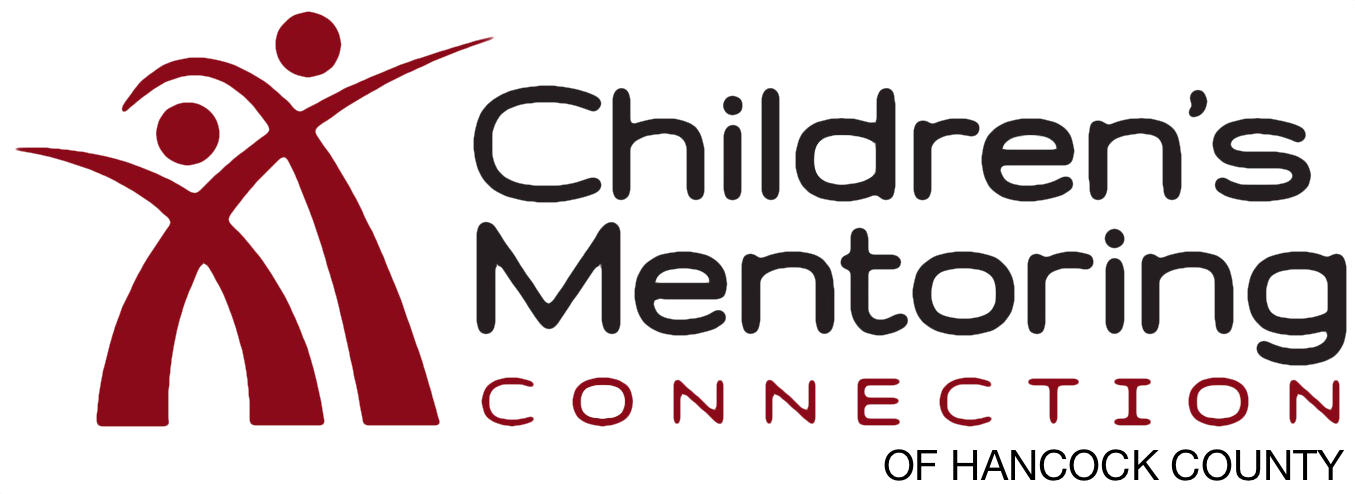 Children's
Mentoring
CONNECTION
OF HANCOCK COUNTY